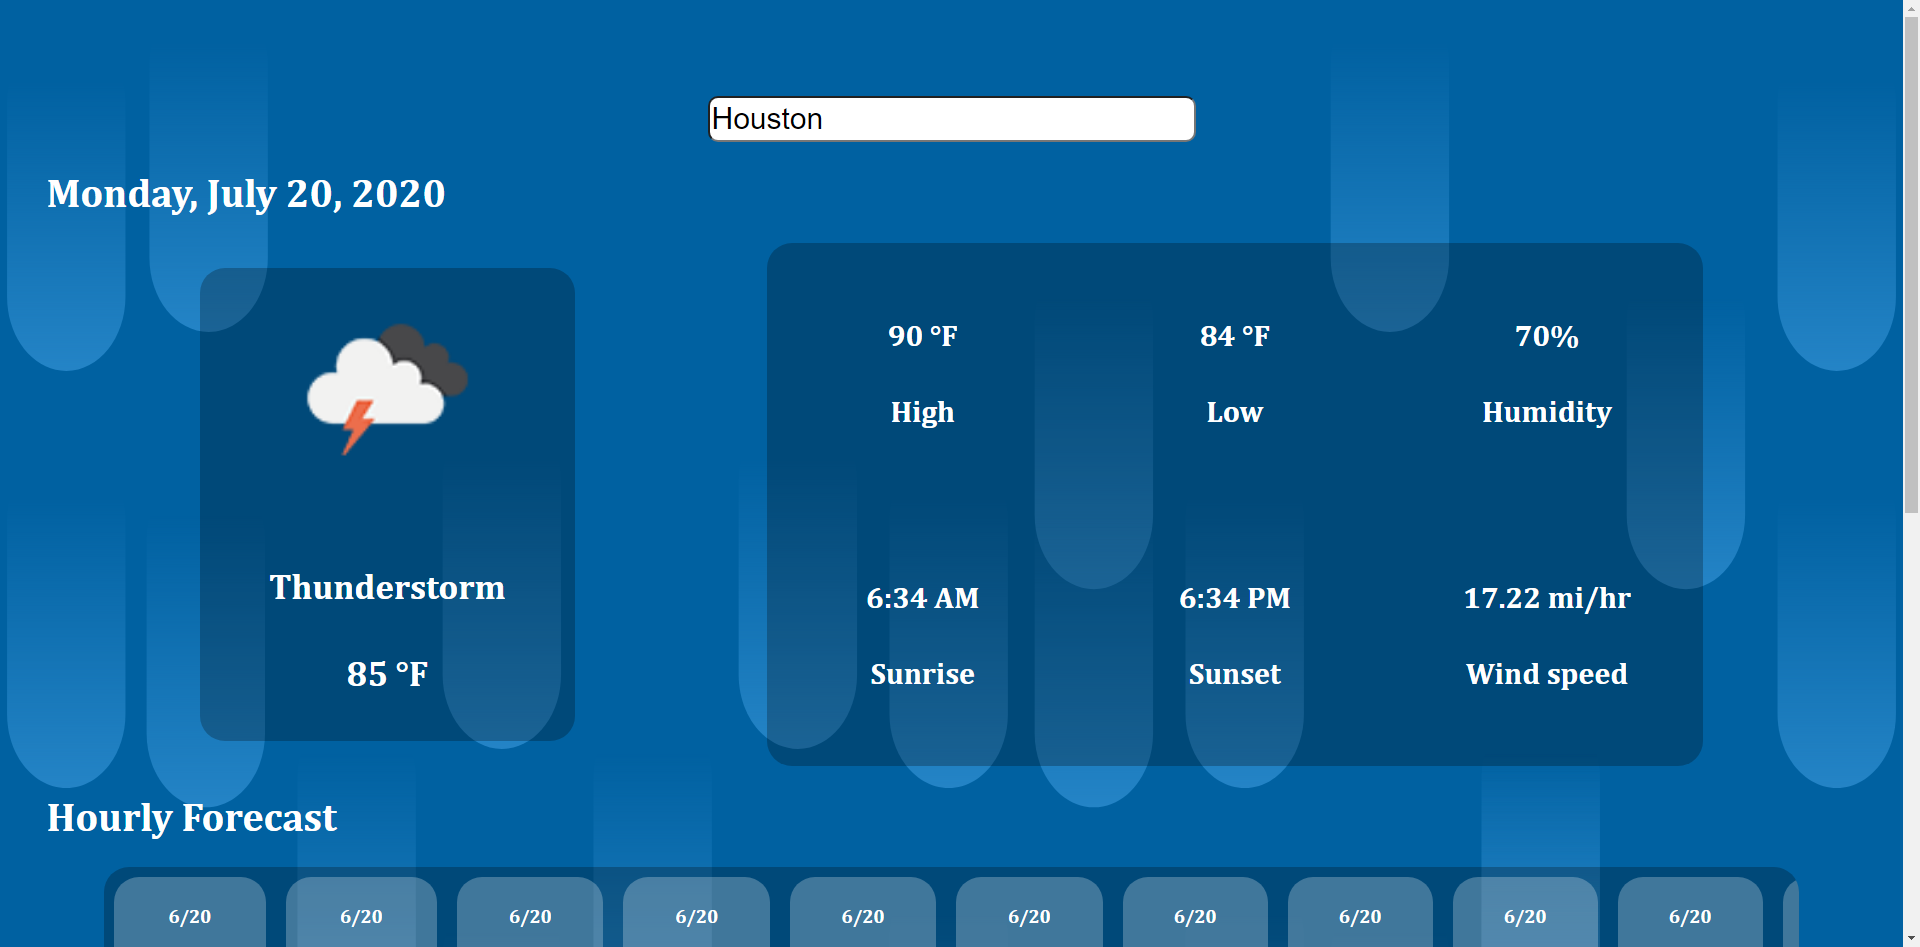 Houston
Monday, July 20, 2020
90 °F 84 °F 70%
High Low Humidity
Thunderstorm
85 °F
6:34 AM 6:34 PM 17.22 mi/hr
Sunrise Sunset Wind speed
Hourly Forecast
6/20 6/20 6/20 6/20 6/20 6/20 6/20 6/20 6/20 6/20